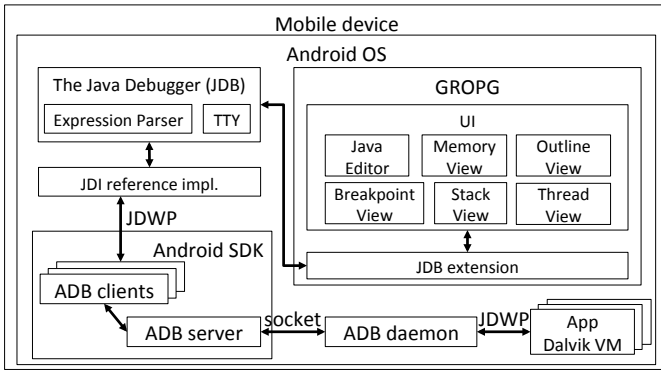 Mobile device
Android OS
The Java Debugger (JDB)
Expression Parser
TTY
JDI reference impl.
JDWP
Android SDK
ADB clients
ADB server
socket
ADB daemon
JDWP
App
Dalvik VM
GROPG
UI
Java
Editor
Memory
View
Outline
View
Breakpoint
View
Stack
View
Thread
View
JDB extension